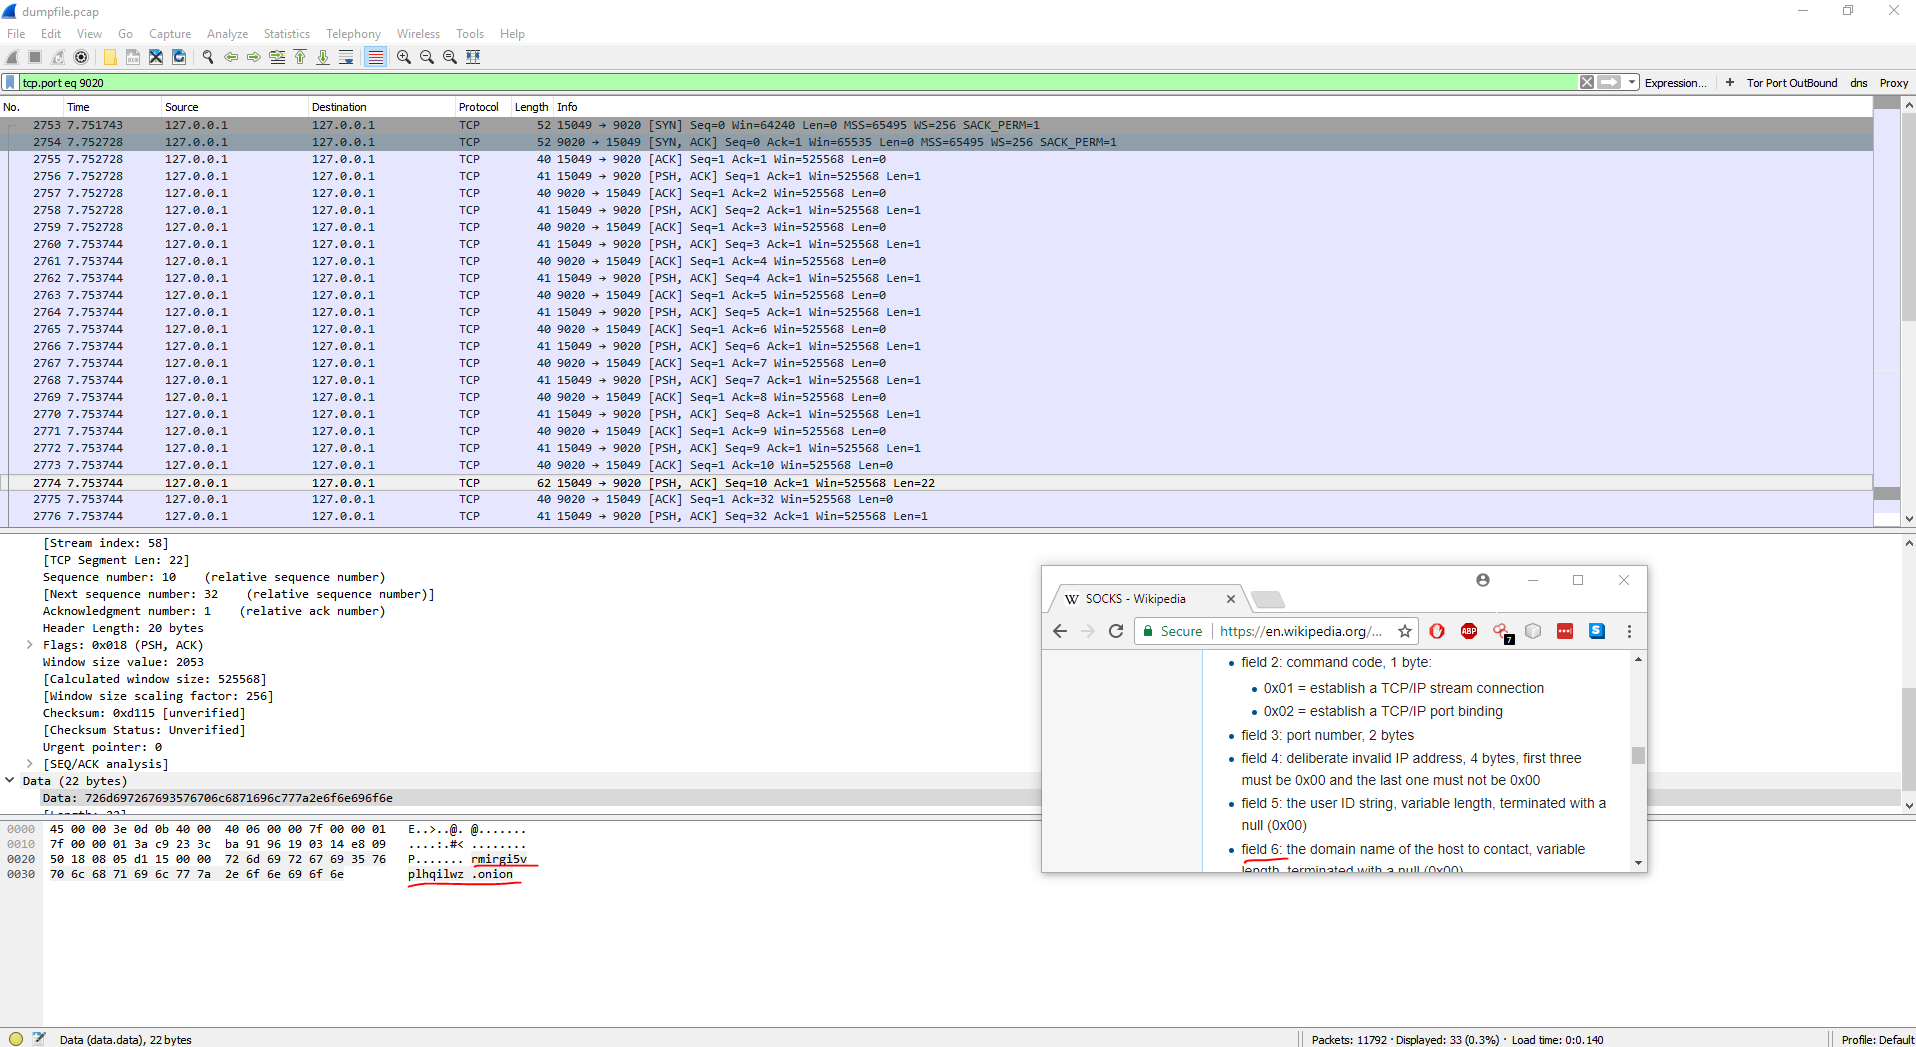 dumpfile.pcap
File Edit View Go Capture Analyze Statistics Telephony Wireless Tools Help
tcp.port eq 9020 Expression... + Tor Port OutBound dns Proxy
No. Time Source Destination Protocol Length Info
2753 7.751743 127.0.0.1 127.0.0.1 TCP 52 15049 → 9020 [SYN] Seq=0 Win=64240 Len=0 MSS=65495 WS=256 SACK_PERM=1
2754 7.752728 127.0.0.1 127.0.0.1 TCP 52 9020 → 15049 [SYN, ACK] Seq=0 Ack=1 Win=65535 Len=0 MSS=65495 WS=256 SACK_PERM=1
2755 7.752728 127.0.0.1 127.0.0.1 TCP 40 15049 → 9020 [ACK] Seq=1 Ack=1 Win=525568 Len=0
2756 7.752728 127.0.0.1 127.0.0.1 TCP 41 15049 → 9020 [PSH, ACK] Seq=1 Ack=1 Win=525568 Len=1
2757 7.752728 127.0.0.1 127.0.0.1 TCP 40 9020 → 15049 [ACK] Seq=1 Ack=2 Win=525568 Len=0
2758 7.752728 127.0.0.1 127.0.0.1 TCP 41 15049 → 9020 [PSH, ACK] Seq=2 Ack=1 Win=525568 Len=1
2759 7.752728 127.0.0.1 127.0.0.1 TCP 40 9020 → 15049 [ACK] Seq=1 Ack=3 Win=525568 Len=0
2760 7.753744 127.0.0.1 127.0.0.1 TCP 41 15049 → 9020 [PSH, ACK] Seq=3 Ack=1 Win=525568 Len=1
2761 7.753744 127.0.0.1 127.0.0.1 TCP 40 9020 → 15049 [ACK] Seq=1 Ack=4 Win=525568 Len=0
2762 7.753744 127.0.0.1 127.0.0.1 TCP 41 15049 → 9020 [PSH, ACK] Seq=4 Ack=1 Win=525568 Len=1
2763 7.753744 127.0.0.1 127.0.0.1 TCP 40 9020 → 15049 [ACK] Seq=1 Ack=5 Win=525568 Len=0
2764 7.753744 127.0.0.1 127.0.0.1 TCP 41 15049 → 9020 [PSH, ACK] Seq=5 Ack=1 Win=525568 Len=1
2765 7.753744 127.0.0.1 127.0.0.1 TCP 40 9020 → 15049 [ACK] Seq=1 Ack=6 Win=525568 Len=0
2766 7.753744 127.0.0.1 127.0.0.1 TCP 41 15049 → 9020 [PSH, ACK] Seq=6 Ack=1 Win=525568 Len=1
2767 7.753744 127.0.0.1 127.0.0.1 TCP 40 9020 → 15049 [ACK] Seq=1 Ack=7 Win=525568 Len=0
2768 7.753744 127.0.0.1 127.0.0.1 TCP 41 15049 → 9020 [PSH, ACK] Seq=7 Ack=1 Win=525568 Len=1
2769 7.753744 127.0.0.1 127.0.0.1 TCP 40 9020 → 15049 [ACK] Seq=1 Ack=8 Win=525568 Len=0
2770 7.753744 127.0.0.1 127.0.0.1 TCP 41 15049 → 9020 [PSH, ACK] Seq=8 Ack=1 Win=525568 Len=1
2771 7.753744 127.0.0.1 127.0.0.1 TCP 40 9020 → 15049 [ACK] Seq=1 Ack=9 Win=525568 Len=0
2772 7.753744 127.0.0.1 127.0.0.1 TCP 41 15049 → 9020 [PSH, ACK] Seq=9 Ack=1 Win=525568 Len=1
2773 7.753744 127.0.0.1 127.0.0.1 TCP 40 9020 → 15049 [ACK] Seq=1 Ack=10 Win=525568 Len=0
2774 7.753744 127.0.0.1 127.0.0.1 TCP 62 15049 → 9020 [PSH, ACK] Seq=10 Ack=1 Win=525568 Len=22
2775 7.753744 127.0.0.1 127.0.0.1 TCP 40 9020 → 15049 [ACK] Seq=1 Ack=32 Win=525568 Len=0
2776 7.753744 127.0.0.1 127.0.0.1 TCP 41 15049 → 9020 [PSH, ACK] Seq=32 Ack=1 Win=525568 Len=1
[Stream index: 58]
[TCP Segment Len: 22]
Sequence number: 10 (relative sequence number)
[Next sequence number: 32 (relative sequence number)]
Acknowledgment number: 1 (relative ack number)
Header Length: 20 bytes
Flags: 0x018 (PSH, ACK)
Window size value: 2053
[Calculated window size: 525568]
[Window size scaling factor: 256]
Checksum: 0xd115 [unverified]
[Checksum Status: Unverified]
Urgent pointer: 0
[SEQ/ACK analysis]
Data (22 bytes)
Data: 726d697267693576706c6871696c777a2e6f6e696f6e
[Length: 22]
0000 45 00 00 3e 0d 0b 40 00 40 06 00 00 7f 00 00 01 E..>..@. @.......
0010 7f 00 00 01 3a c9 23 3c ba 91 96 19 03 14 e8 09 ....:.#< ........
0020 50 18 08 05 d1 15 00 00 72 6d 69 72 67 69 35 76 P....... rmirgi5v
0030 70 6c 68 71 69 6c 77 7a 2e 6f 6e 69 6f 6e plhqilwz .onion
SOCKS - Wikipedia
Secure https://en.wikipedia.org/...
ABP
7
S
field 2: command code, 1 byte:
0x01 = establish a TCP/IP stream connection
0x02 = establish a TCP/IP port binding
field 3: port number, 2 bytes
field 4: deliberate invalid IP address, 4 bytes, first three
must be 0x00 and the last one must not be 0x00
field 5: the user ID string, variable length, terminated with a
null (0x00)
field 6: the domain name of the host to contact, variable
length, terminated with a null (0x00)
Data (data.data), 22 bytes Packets: 11792 · Displayed: 33 (0.3%) · Load time: 0:0.140 Profile: Default